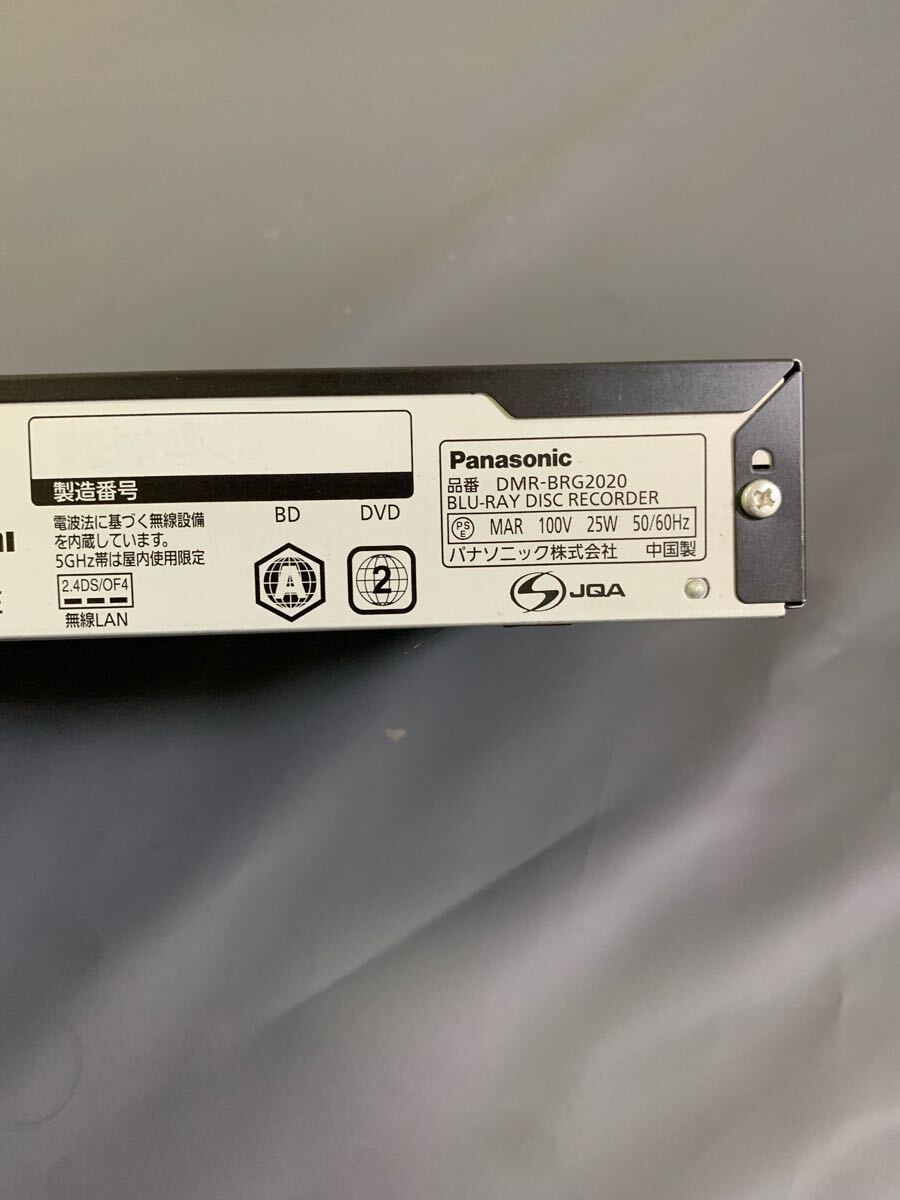 製造番号
電波法に基づく無線設備
を内蔵しています。
5GHz帯は屋内使用限定
2.4DS/OF4
無線LAN
BD
DVD
A
2
Panasonic
品番 DMR-BRG2020
BLU-RAY DISC RECORDER
PS E MAR 100V 25W 50/60Hz
パナソニック株式会社 中国製
JQA